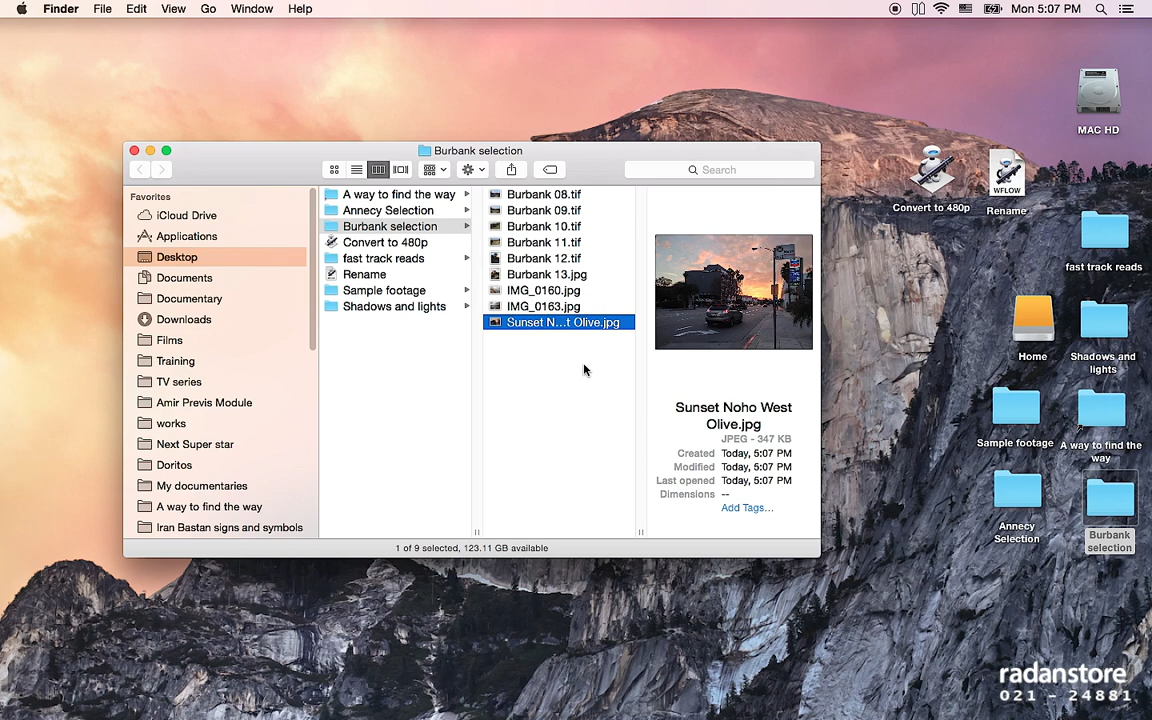 Finder File Edit View Go Window Help
Mon 5:07 PM
Burbank selection
Search
Favorites
iCloud Drive
Applications
Desktop
Documents
Documentary
Downloads
Films
Training
TV series
Amir Previs Module
works
Next Super star
Doritos
My documentaries
A way to find the way
Iran Bastan signs and symbols
A way to find the way
Annecy Selection
Burbank selection
Convert to 480p
fast track reads
Rename
Sample footage
Shadows and lights
Burbank 08.tif
Burbank 09.tif
Burbank 10.tif
Burbank 11.tif
Burbank 12.tif
Burbank 13.jpg
IMG_0160.jpg
IMG_0163.jpg
Sunset N...t Olive.jpg
Sunset Noho West
Olive.jpg
JPEG - 347 KB
Created Today, 5:07 PM
Modified Today, 5:07 PM
Last opened Today, 5:07 PM
Dimensions --
Add Tags...
1 of 9 selected, 123.11 GB available
MAC HD
Convert to 480p
WFLOW
Rename
fast track reads
Home
Shadows and
lights
Sample footage
A way to find the
way
Annecy
Selection
Burbank
selection
radanstore
021 - 24881